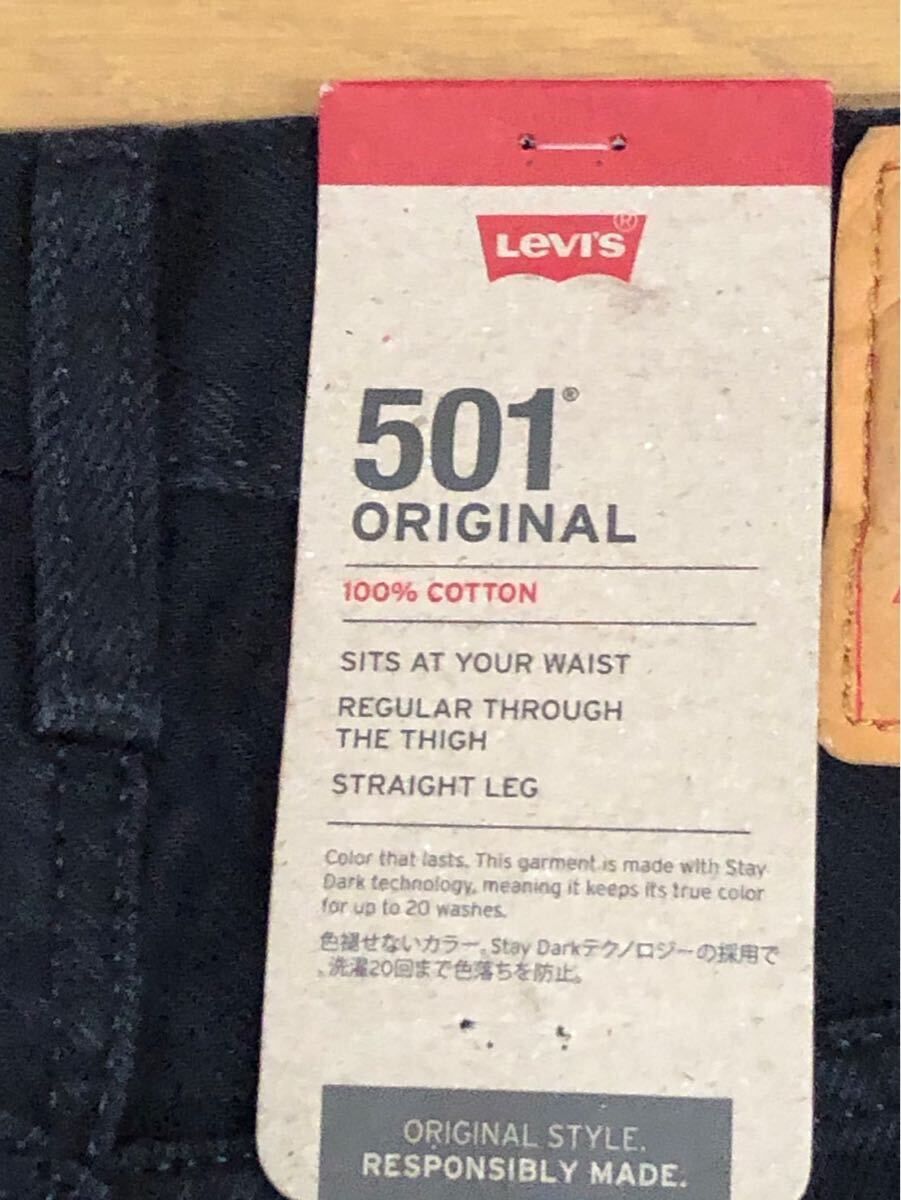 LEVI'S®
501®
ORIGINAL
100% COTTON
SITS AT YOUR WAIST
REGULAR THROUGH
THE THIGH
STRAIGHT LEG
Color that lasts. This garment is made with Stay
Dark technology, meaning it keeps its true color
for up to 20 washes.
色褪せないカラー。Stay Darkテクノロジーの採用で
、洗濯20回まで色落ちを防止。
ORIGINAL STYLE.
RESPONSIBLY MADE.